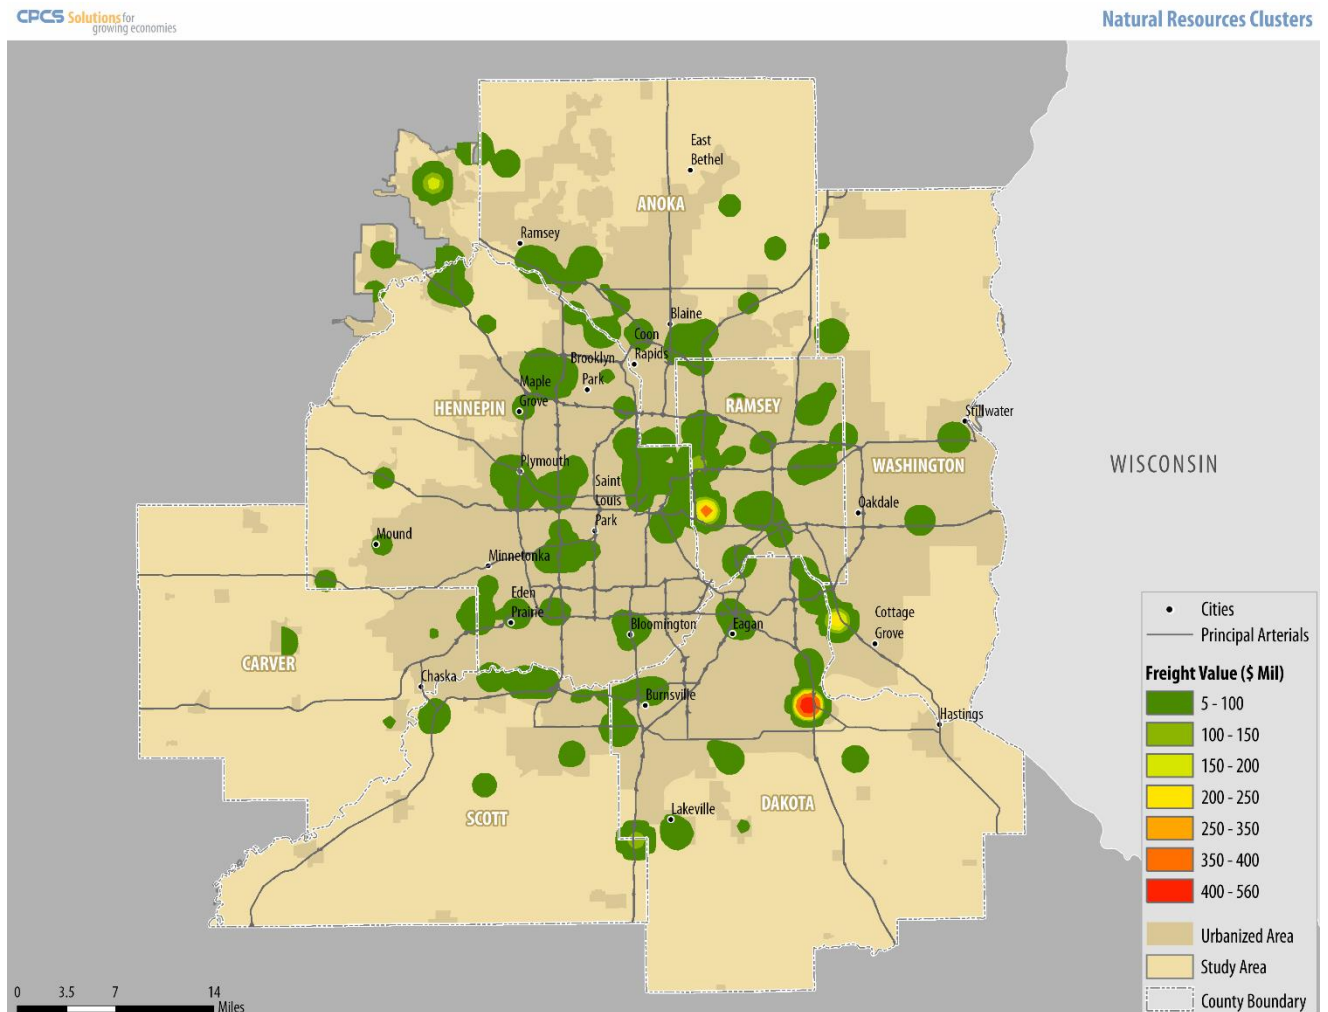 CPCS Solutions for
growing economies
Natural Resources Clusters
East
Bethel
ANOKA
Ramsey
Blaine
Coon
Rapids
Brooklyn
Park
Maple
Grove
HENNEPIN
RAMSEY
Stillwater
WASHINGTON
WISCONSIN
Plymouth
Saint
Louis
Park
Oakdale
Mound
Minnetonka
Eden
Prairie
Bloomington
Eagan
Cottage
Grove
CARVER
Chaska
Burnsville
Hastings
SCOTT
DAKOTA
Lakeville
Cities
Principal Arterials
Freight Value ($ Mil)
5 - 100
100 - 150
150 - 200
200 - 250
250 - 350
350 - 400
400 - 560
Urbanized Area
Study Area
County Boundary
0 3.5 7 14
Miles